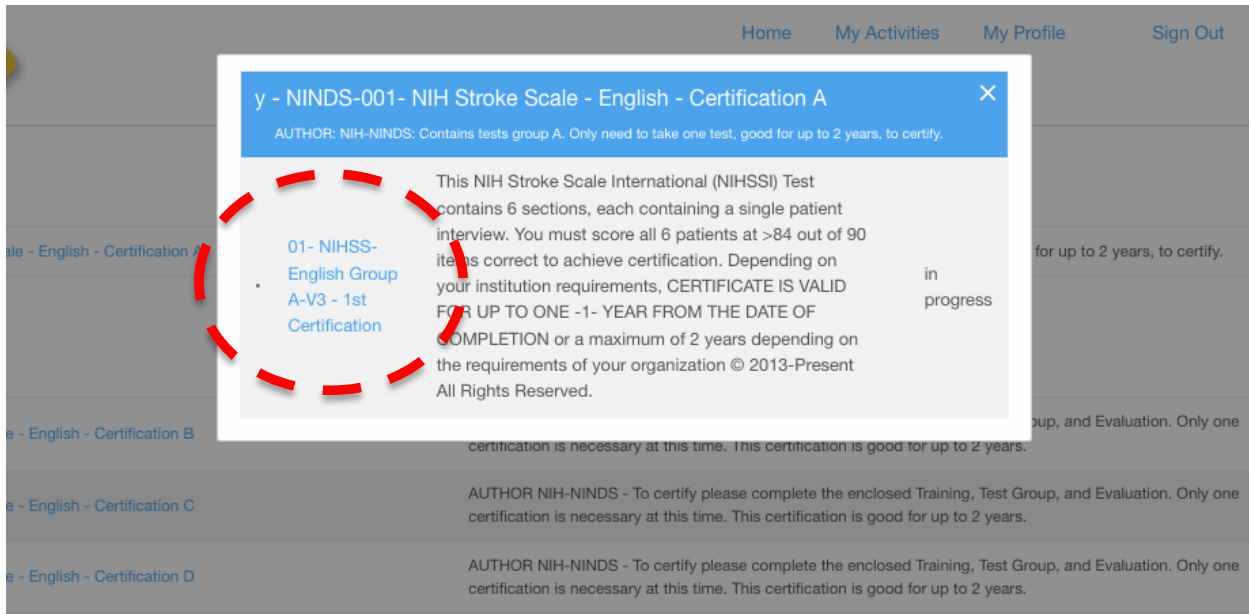 Home My Activities My Profile Sign Out
y - NINDS-001- NIH Stroke Scale - English - Certification A
AUTHOR: NIH-NINDS: Contains tests group A. Only need to take one test, good for up to 2 years, to certify.
This NIH Stroke Scale International (NIHSSI) Test
contains 6 sections, each containing a single patient
interview. You must score all 6 patients at >84 out of 90
items correct to achieve certification. Depending on
your institution requirements, CERTIFICATE IS VALID
FOR UP TO ONE -1- YEAR FROM THE DATE OF
COMPLETION or a maximum of 2 years depending on
the requirements of your organization © 2013-Present
All Rights Reserved.
01- NIHSS-
English Group
A-V3 - 1st
Certification
in
progress
ale - English - Certification A
for up to 2 years, to certify.
e - English - Certification B
oup, and Evaluation. Only one
certification is necessary at this time. This certification is good for up to 2 years.
e - English - Certification C
AUTHOR NIH-NINDS - To certify please complete the enclosed Training, Test Group, and Evaluation. Only one
certification is necessary at this time. This certification is good for up to 2 years.
e - English - Certification D
AUTHOR NIH-NINDS - To certify please complete the enclosed Training, Test Group, and Evaluation. Only one
certification is necessary at this time. This certification is good for up to 2 years.